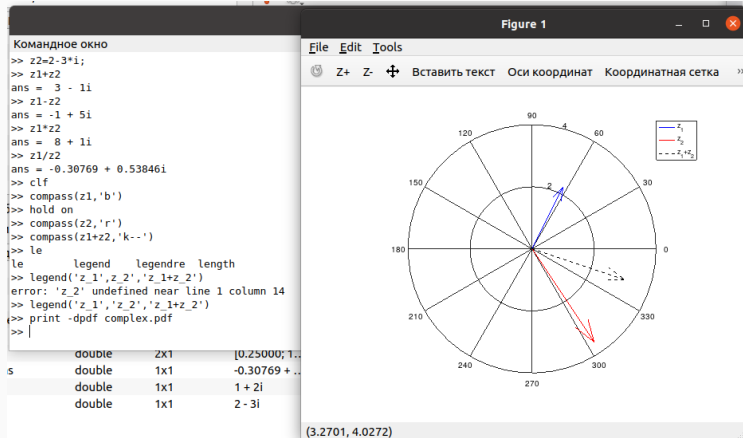 Командное окно
>> z2=2-3*i;
>> z1+z2
ans =  3 - 1i
>> z1-z2
ans = -1 + 5i
>> z1*z2
ans =  8 + 1i
>> z1/z2
ans = -0.30769 + 0.53846i
>> clf
>> compass(z1,'b')
>> hold on
>> compass(z2,'r')
>> compass(z1+z2,'k--')
>> le
le        legend    legendre  length
>> legend('z_1',z_2','z_1+z_2')
error: 'z_2' undefined near line 1 column 14
>> legend('z_1','z_2','z_1+z_2')
>> print -dpdf complex.pdf
>>
double 2x1 [0.25000; 1..
s double 1x1 -0.30769 + ..
double 1x1 1 + 2i
double 1x1 2 - 3i
Figure 1
File Edit Tools
Z+ Z- Вставить текст Оси координат Координатная сетка »
90
4
120 60
2
150 30
180 0
210 330
240 300
270
z1
z2
z1+z2
(3.2701, 4.0272)